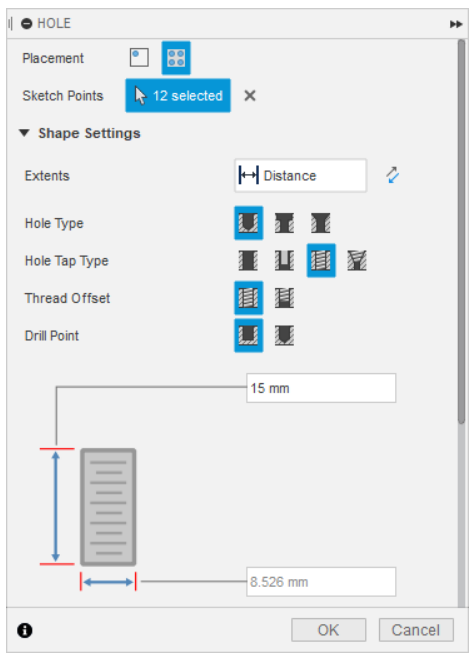 HOLE
Placement
Sketch Points 12 selected
Shape Settings
Extents Distance
Hole Type
Hole Tap Type
Thread Offset
Drill Point
15 mm
8.526 mm
OK Cancel